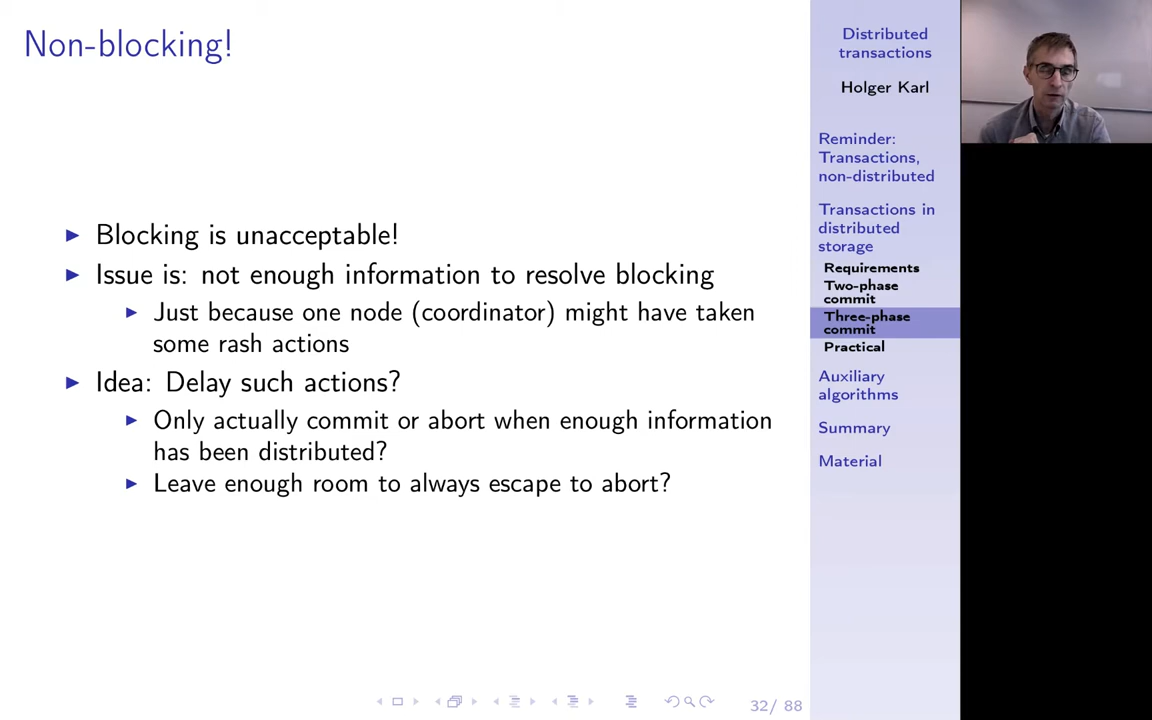 Non-blocking!
Blocking is unacceptable!
Issue is: not enough information to resolve blocking
Just because one node (coordinator) might have taken
some rash actions
Idea: Delay such actions?
Only actually commit or abort when enough information
has been distributed?
Leave enough room to always escape to abort?
32/ 88
Distributed
transactions
Holger Karl
Reminder:
Transactions,
non-distributed
Transactions in
distributed
storage
Requirements
Two-phase
commit
Three-phase
commit
Practical
Auxiliary
algorithms
Summary
Material